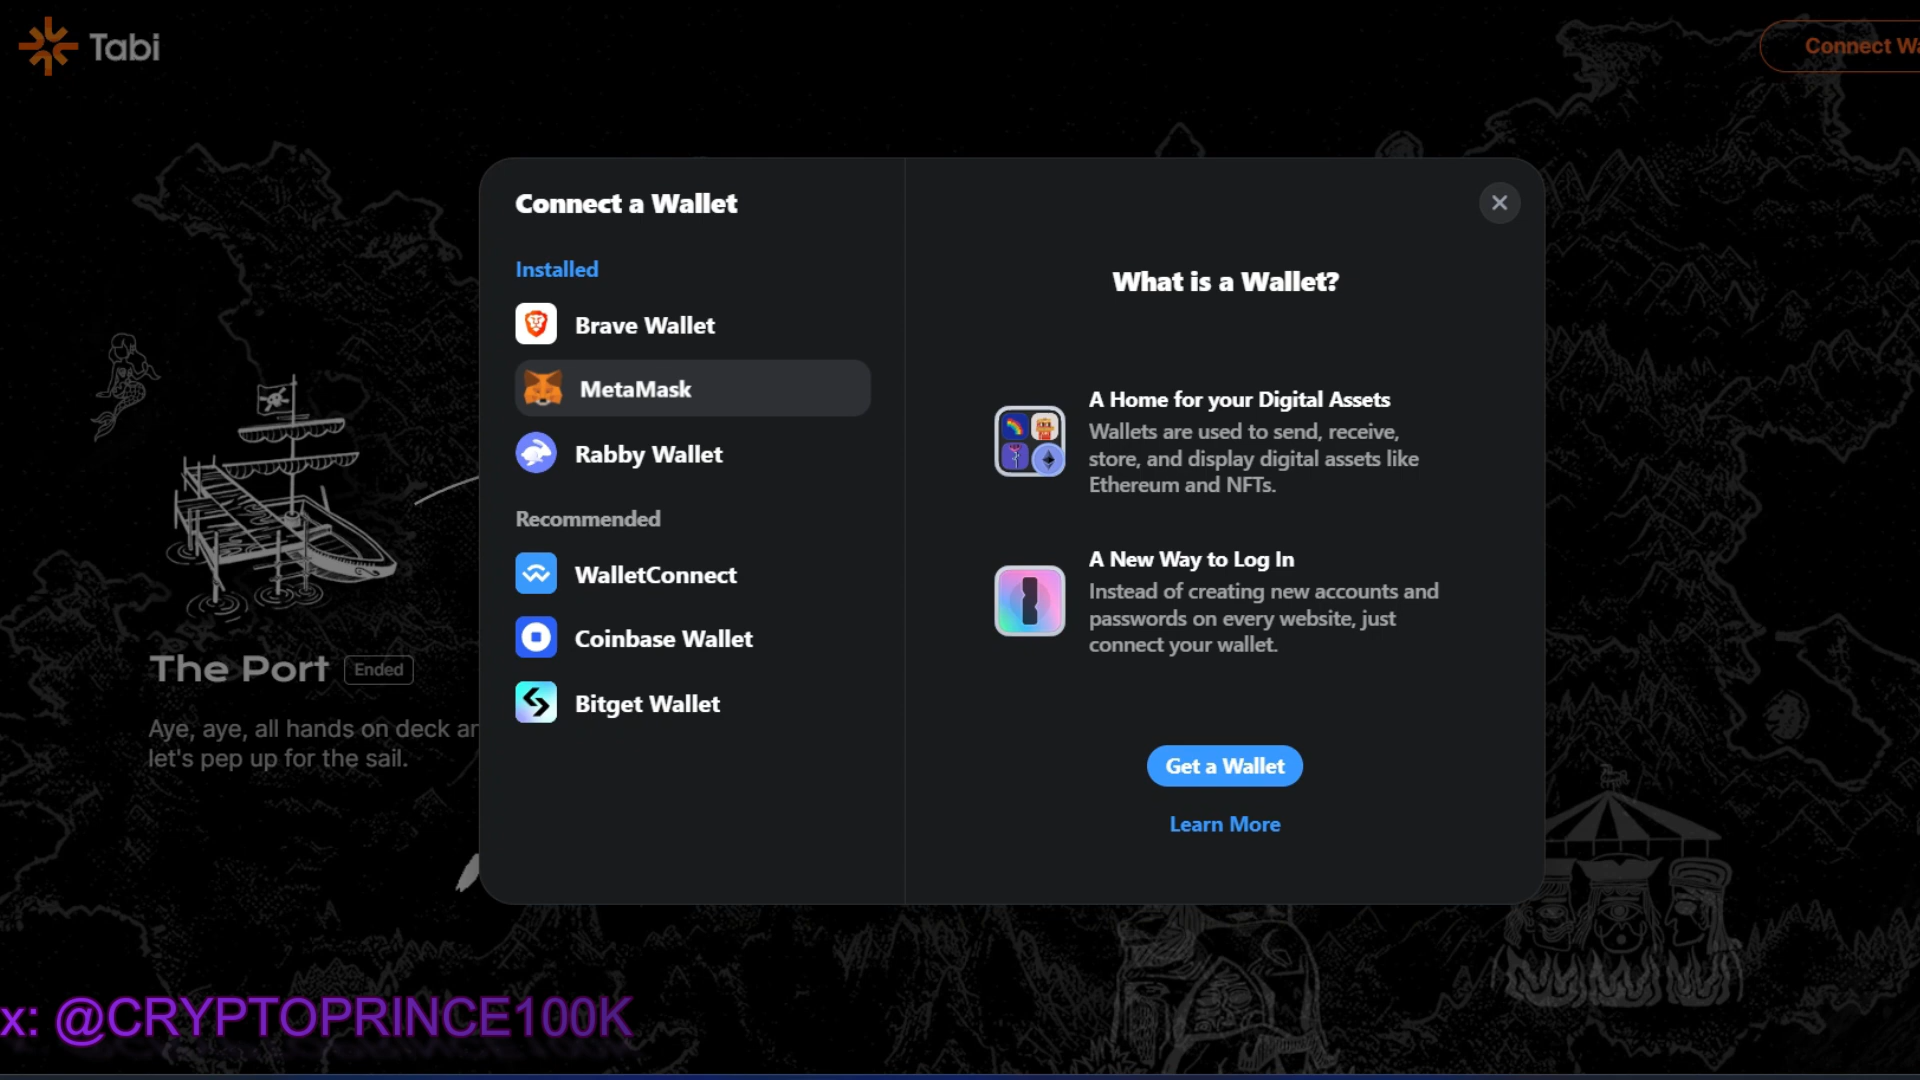 Tabi
Connect Wa
Connect a Wallet
Installed
Brave Wallet
MetaMask
Rabby Wallet
Recommended
WalletConnect
Coinbase Wallet
Bitget Wallet
What is a Wallet?
A Home for your Digital Assets
Wallets are used to send, receive,
store, and display digital assets like
Ethereum and NFTs.
A New Way to Log In
Instead of creating new accounts and
passwords on every website, just
connect your wallet.
Get a Wallet
Learn More
The Port
Ended
Aye, aye, all hands on deck an
let's pep up for the sail.
x: @CRYPTOPRINCE100K